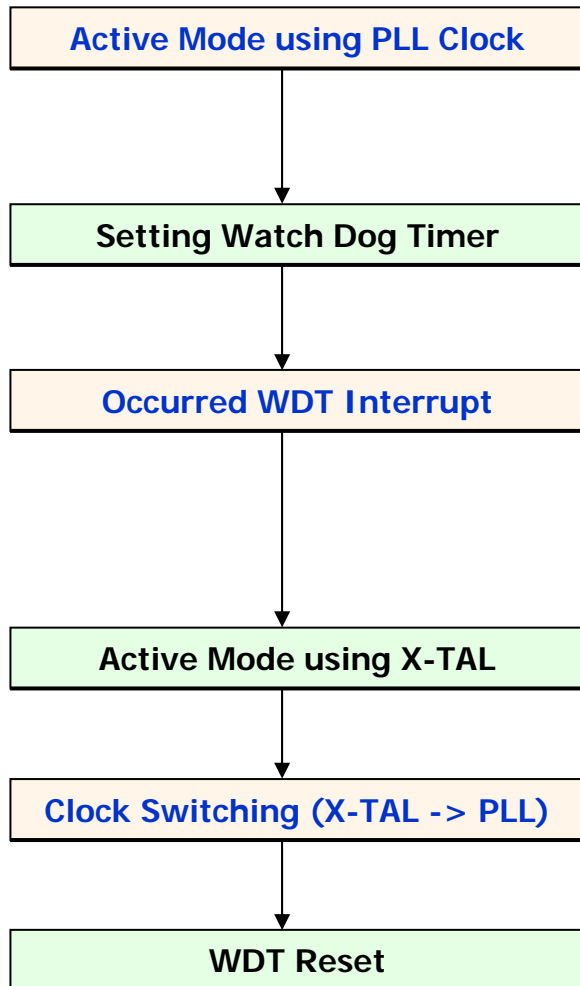 Active Mode using PLL Clock
Setting Watch Dog Timer
Occurred WDT Interrupt
Active Mode using X-TAL
Clock Switching (X-TAL -> PLL)
WDT Reset